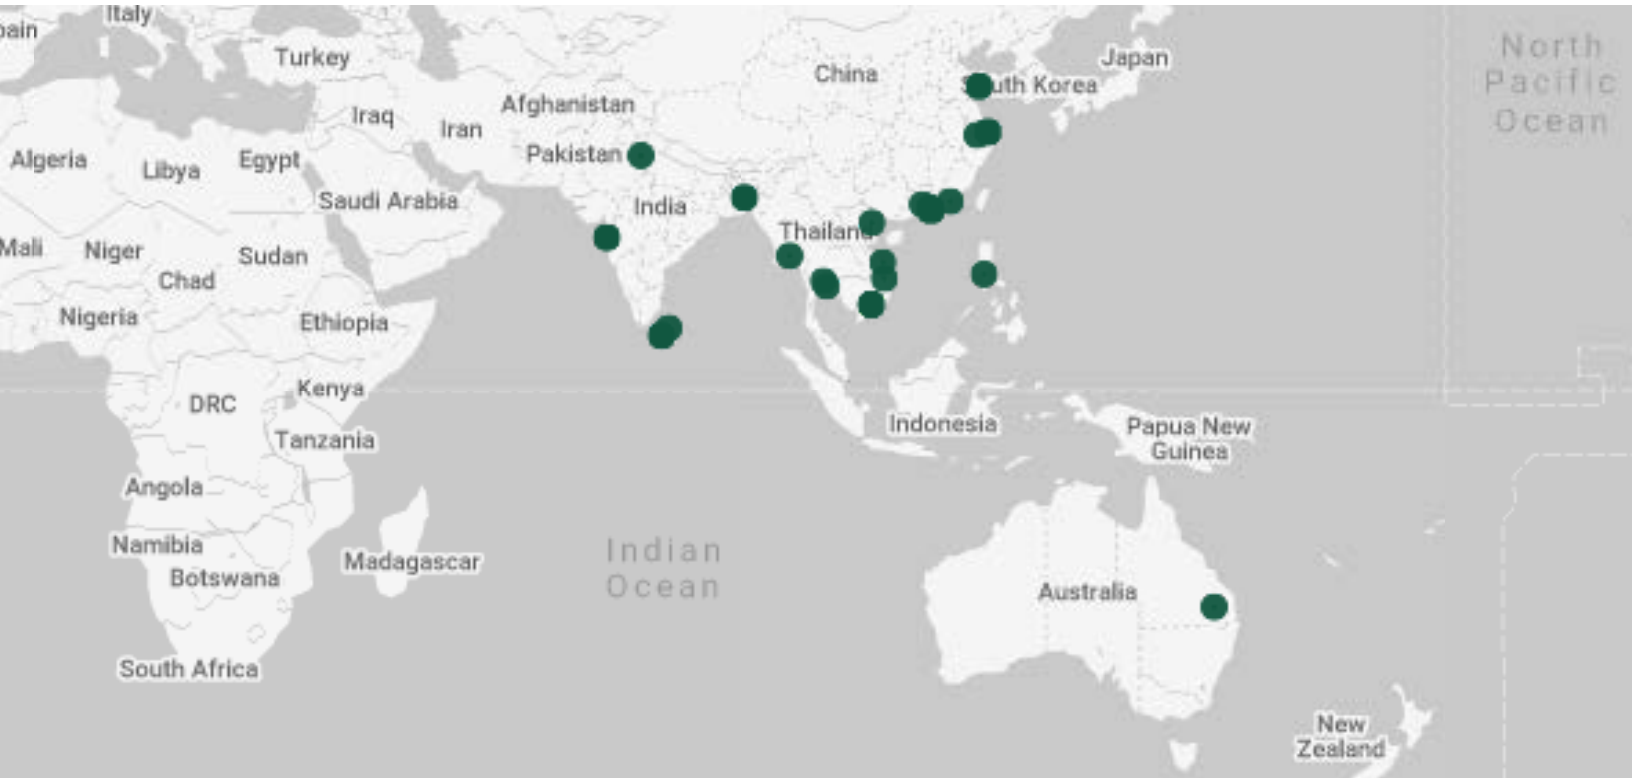 Italy
ain
Turkey
China
Japan
North
Pacific
Ocean
S uth Korea
Afghanistan
Iraq
Iran
Pakistan
Algeria
Libya
Egypt
Saudi Arabia
India
Thailand
Mali
Niger
Sudan
Chad
Nigeria
Ethiopia
Kenya
DRC
Tanzania
Indonesia
Papua New
Guinea
Angola
Namibia
Botswana
Madagascar
Indian
Ocean
Australia
South Africa
New
Zealand